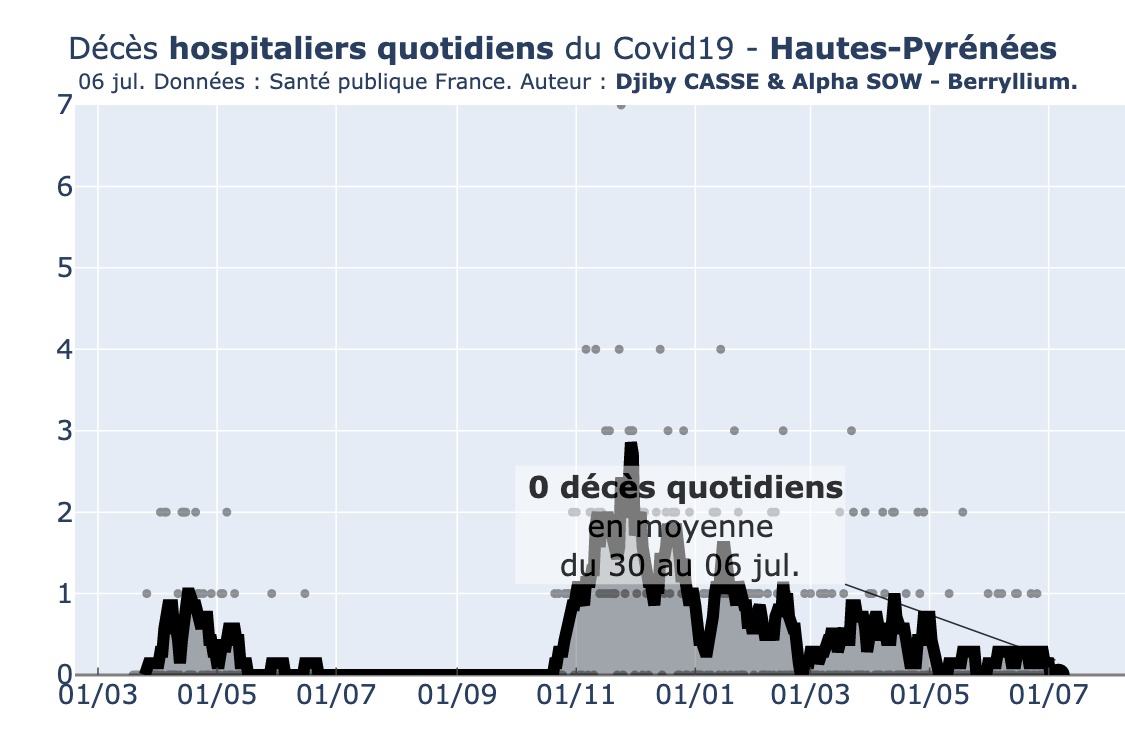 Décès hospitaliers quotidiens du Covid19 - Hautes-Pyrénées
06 jul. Données : Santé publique France. Auteur : Djiby CASSE & Alpha SOW - Berryllium.
7
6
5
4
3
2
1
0
0 décès quotidiens
en moyenne
du 30 au 06 jul.
01/03 01/05 01/07 01/09 01/11 01/01 01/03 01/05 01/07